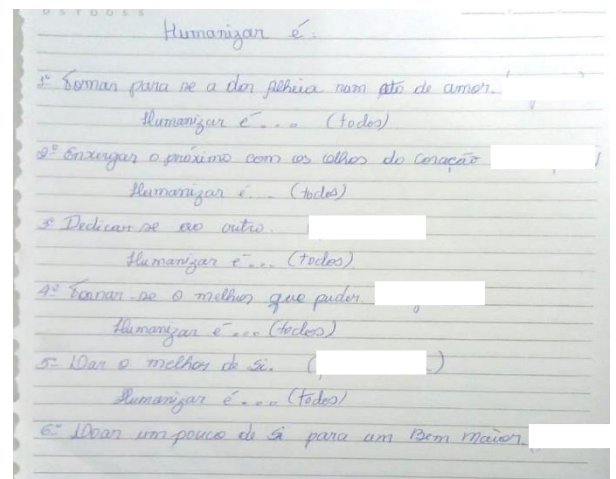 Humanizar é:
1º Tomar para se a dor alheia num ato de amor.
Humanizar é... (todos)
2º Enxergar o próximo com os olhos do coração
Humanizar é... (todos)
3º Dedicar-se ao outro.
Humanizar é... (todos)
4º Tornar-se o melhor que puder
Humanizar é... (todos)
5º Dar o melhor de si. ( )
Humanizar é... (todos)
6º Doar um pouco de si para um Bem maior.